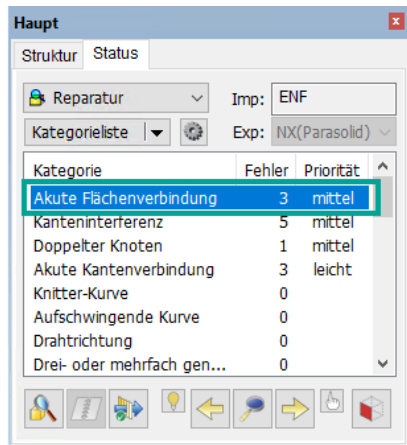 Haupt
Struktur Status
Reparatur Imp: ENF
Kategorieliste Exp: NX(Parasolid)
Kategorie Fehler Priorität
Akute Flächenverbindung 3 mittel
Kanteninterferenz 5 mittel
Doppelter Knoten 1 mittel
Akute Kantenverbindung 3 leicht
Knitter-Kurve 0
Aufschwingende Kurve 0
Drahtrichtung 0
Drei- oder mehrfach gen... 0